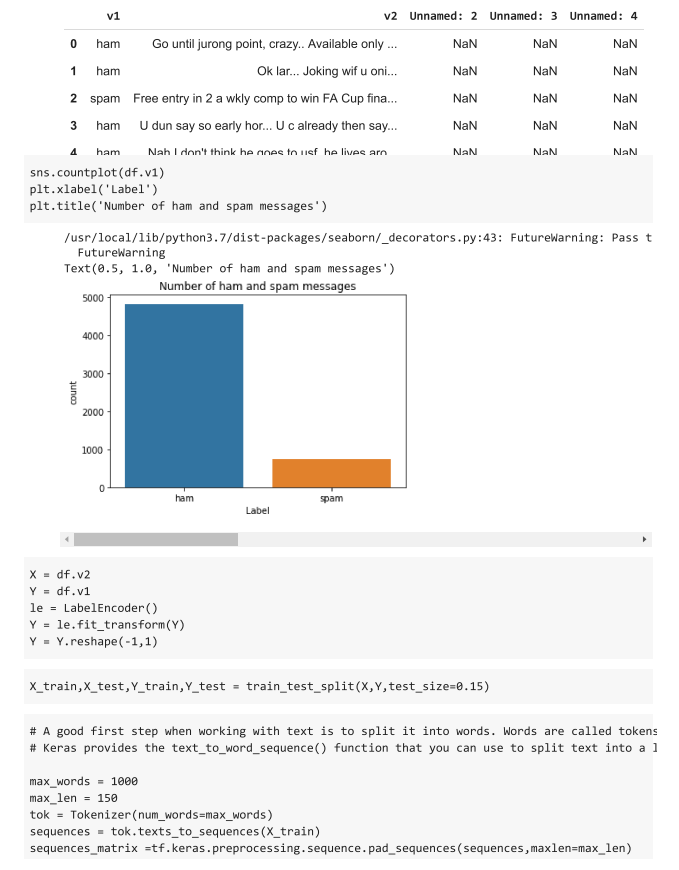 v1 v2 Unnamed: 2 Unnamed: 3 Unnamed: 4
0 ham Go until jurong point, crazy.. Available only ... NaN NaN NaN
1 ham Ok lar... Joking wif u oni... NaN NaN NaN
2 spam Free entry in 2 a wkly comp to win FA Cup fina... NaN NaN NaN
3 ham U dun say so early hor... U c already then say... NaN NaN NaN
4 ham Nah I don't think he goes to usf, he lives aro... NaN NaN NaN
sns.countplot(df.v1)
plt.xlabel('Label')
plt.title('Number of ham and spam messages')
/usr/local/lib/python3.7/dist-packages/seaborn/_decorators.py:43: FutureWarning: Pass t
FutureWarning
Text(0.5, 1.0, 'Number of ham and spam messages')
Number of ham and spam messages
5000
4000
3000
2000
1000
0
count
ham spam
Label
X = df.v2
Y = df.v1
le = LabelEncoder()
Y = le.fit_transform(Y)
Y = Y.reshape(-1,1)
X_train,X_test,Y_train,Y_test = train_test_split(X,Y,test_size=0.15)
# A good first step when working with text is to split it into words. Words are called tokens
# Keras provides the text_to_word_sequence() function that you can use to split text into a l
max_words = 1000
max_len = 150
tok = Tokenizer(num_words=max_words)
sequences = tok.texts_to_sequences(X_train)
sequences_matrix =tf.keras.preprocessing.sequence.pad_sequences(sequences,maxlen=max_len)